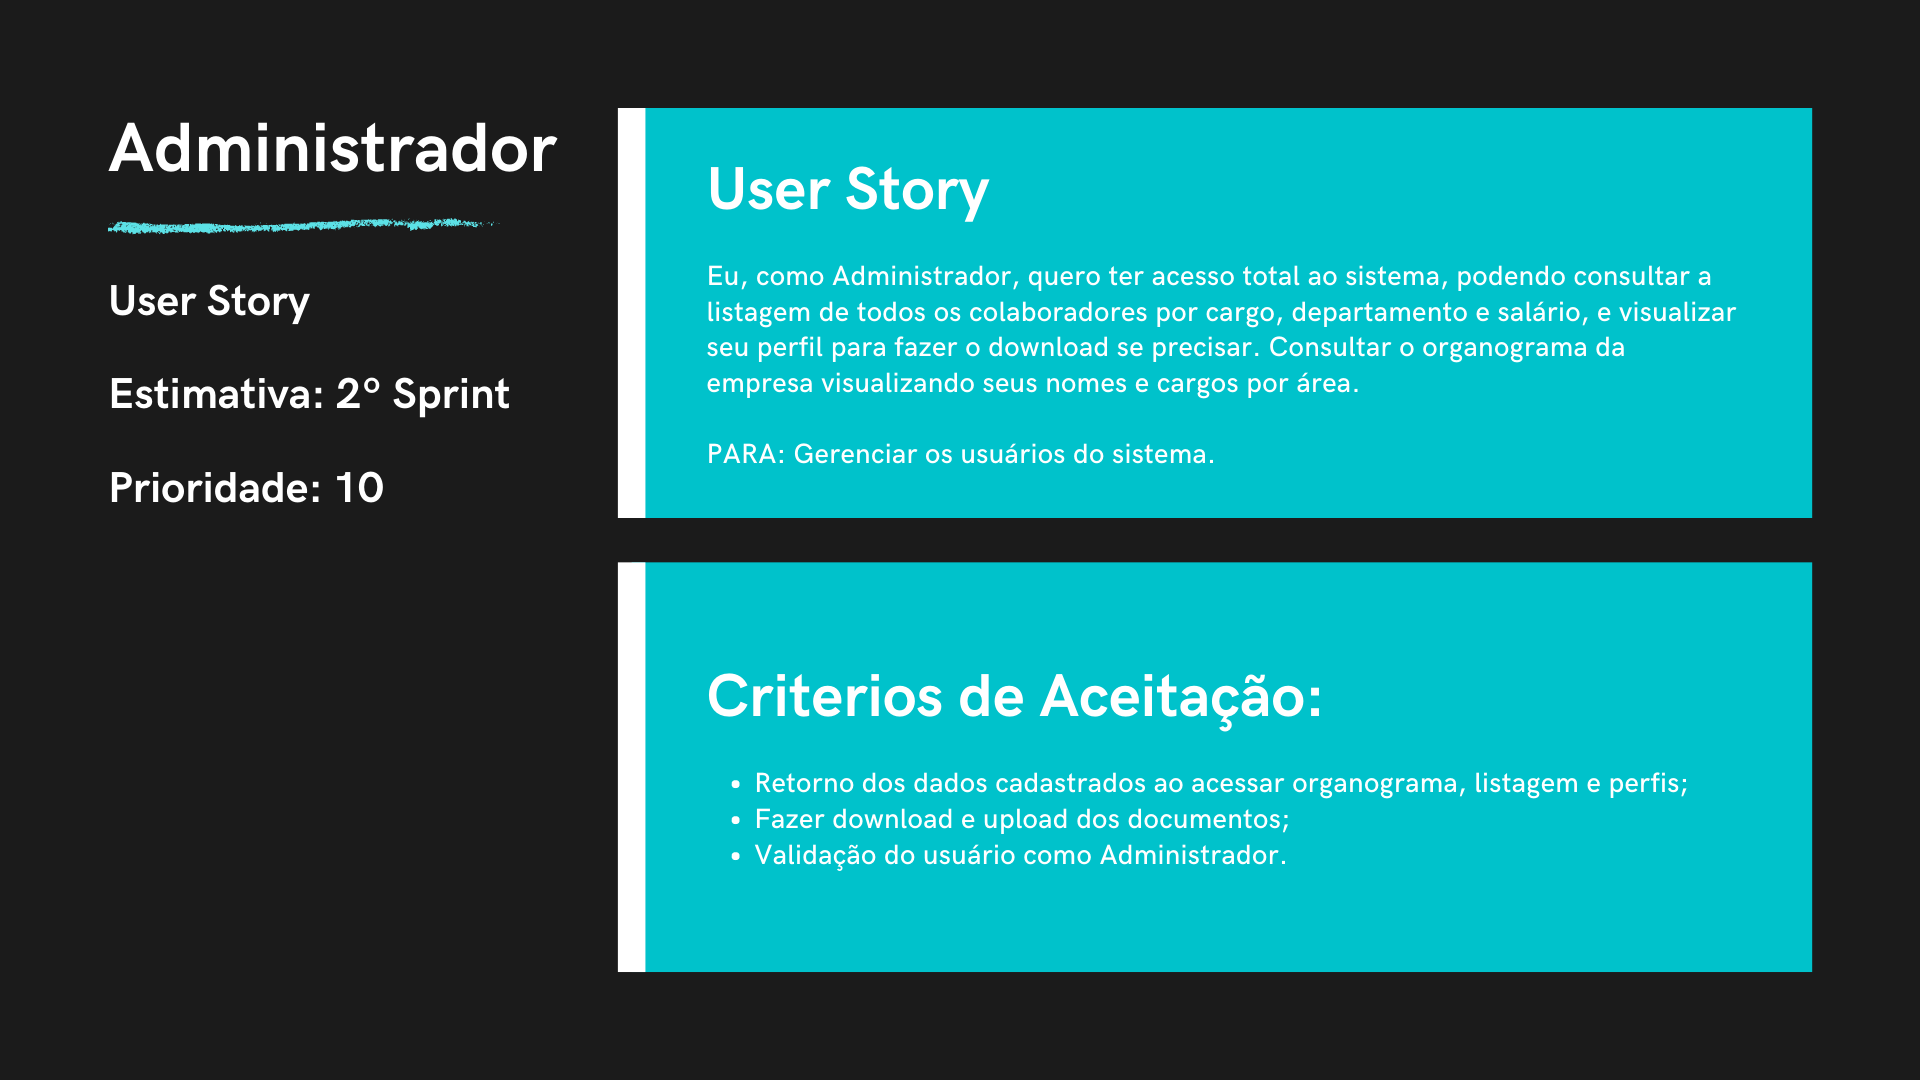 Administrador
User Story
Estimativa: 2º Sprint
Prioridade: 10
User Story
Eu, como Administrador, quero ter acesso total ao sistema, podendo consultar a
listagem de todos os colaboradores por cargo, departamento e salário, e visualizar
seu perfil para fazer o download se precisar. Consultar o organograma da
empresa visualizando seus nomes e cargos por área.
PARA: Gerenciar os usuários do sistema.
Criterios de Aceitação:
• Retorno dos dados cadastrados ao acessar organograma, listagem e perfis;
• Fazer download e upload dos documentos;
• Validação do usuário como Administrador.